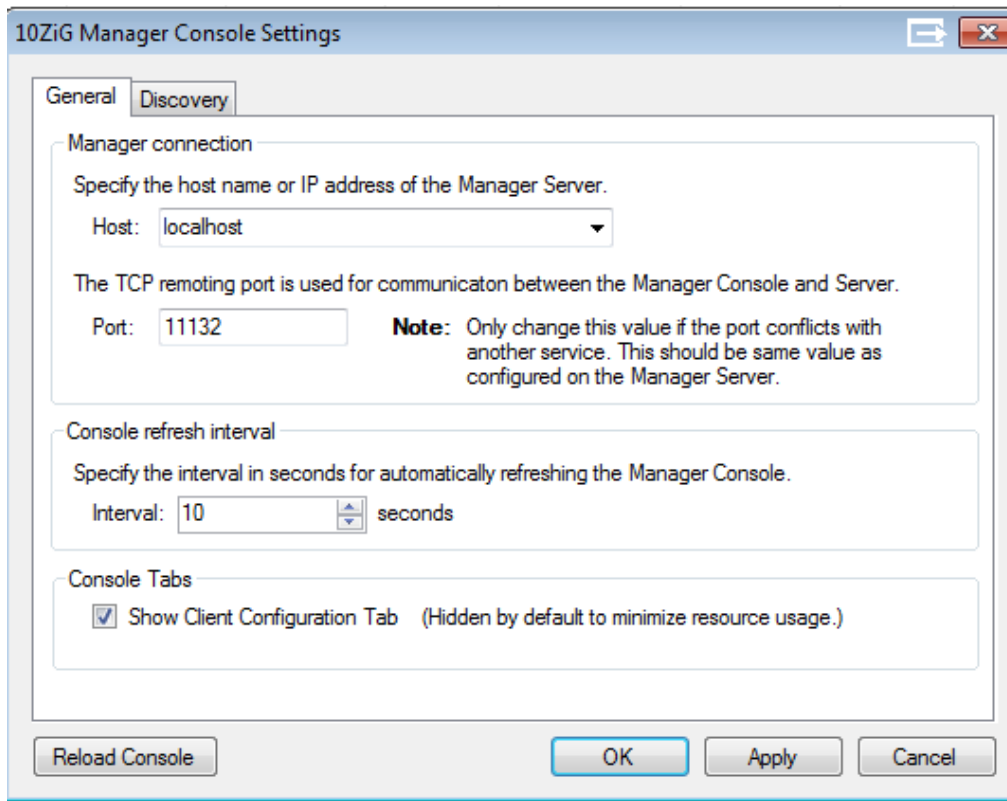 10ZiG Manager Console Settings
General
Discovery
Manager connection
Specify the host name or IP address of the Manager Server.
Host: localhost
The TCP remoting port is used for communicaton between the Manager Console and Server.
Port: 11132
Note: Only change this value if the port conflicts with
another service. This should be same value as
configured on the Manager Server.
Console refresh interval
Specify the interval in seconds for automatically refreshing the Manager Console.
Interval: 10 seconds
Console Tabs
Show Client Configuration Tab (Hidden by default to minimize resource usage.)
Reload Console
OK
Apply
Cancel